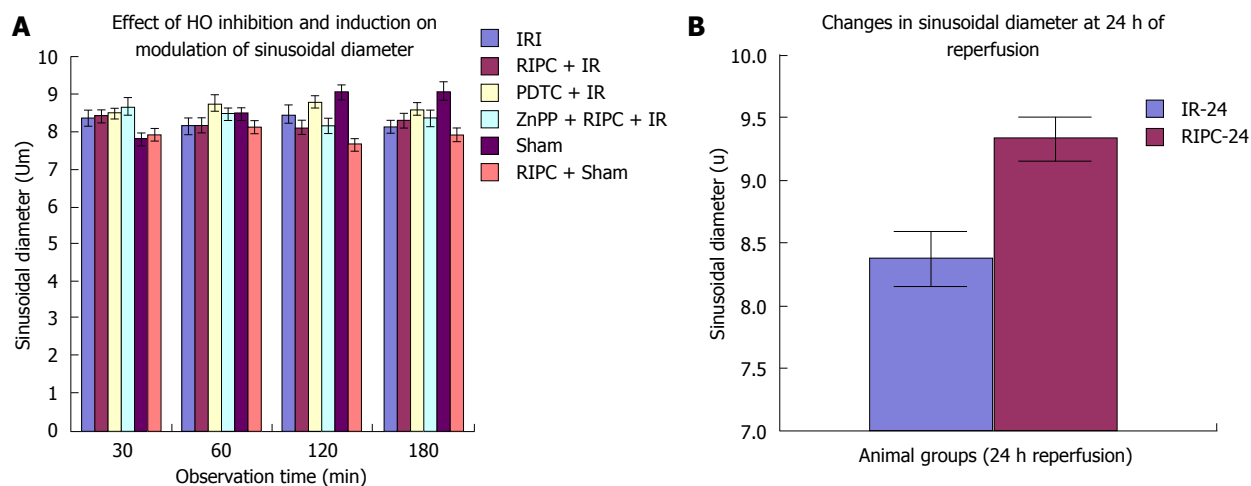 A
Effect of HO inhibition and induction on
modulation of sinusoidal diameter
Sinusoidal diameter (Um)
10
9
8
7
6
5
4
3
2
1
0
30 60 120 180
Observation time (min)
IRI
RIPC + IR
PDTC + IR
ZnPP + RIPC + IR
Sham
RIPC + Sham
B
Changes in sinusoidal diameter at 24 h of
reperfusion
Sinusoidal diameter (u)
10.0
9.5
9.0
8.5
8.0
7.5
7.0
Animal groups (24 h reperfusion)
IR-24
RIPC-24